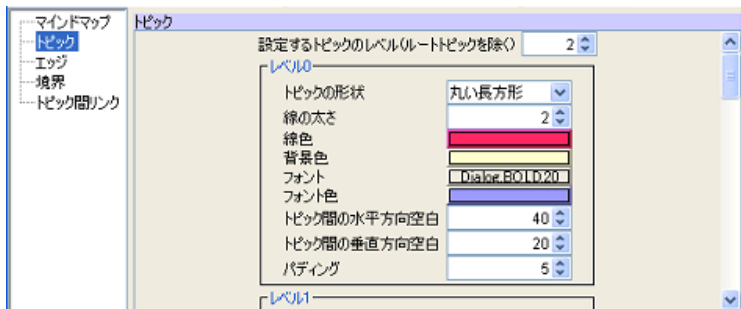 マインドマップ
トピック
エッジ
境界
トピック間リンク
トピック
設定するトピックのレベル(ルートトピックを除く) 2
レベル0
トピックの形状 丸い長方形
線の太さ 2
線色
背景色
フォント Dialog,BOLD,20
フォント色
トピック間の水平方向空白 40
トピック間の垂直方向空白 20
パディング 5
レベル1